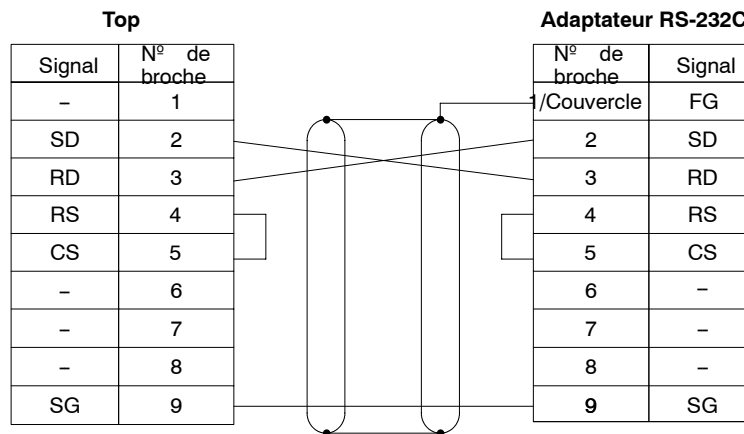 Top
Adaptateur RS-232C
Signal Nº de broche
Nº de broche Signal
– 1
1/Couvercle FG
SD 2
2 SD
RD 3
3 RD
RS 4
4 RS
CS 5
5 CS
– 6
6 –
– 7
7 –
– 8
8 –
SG 9
9 SG